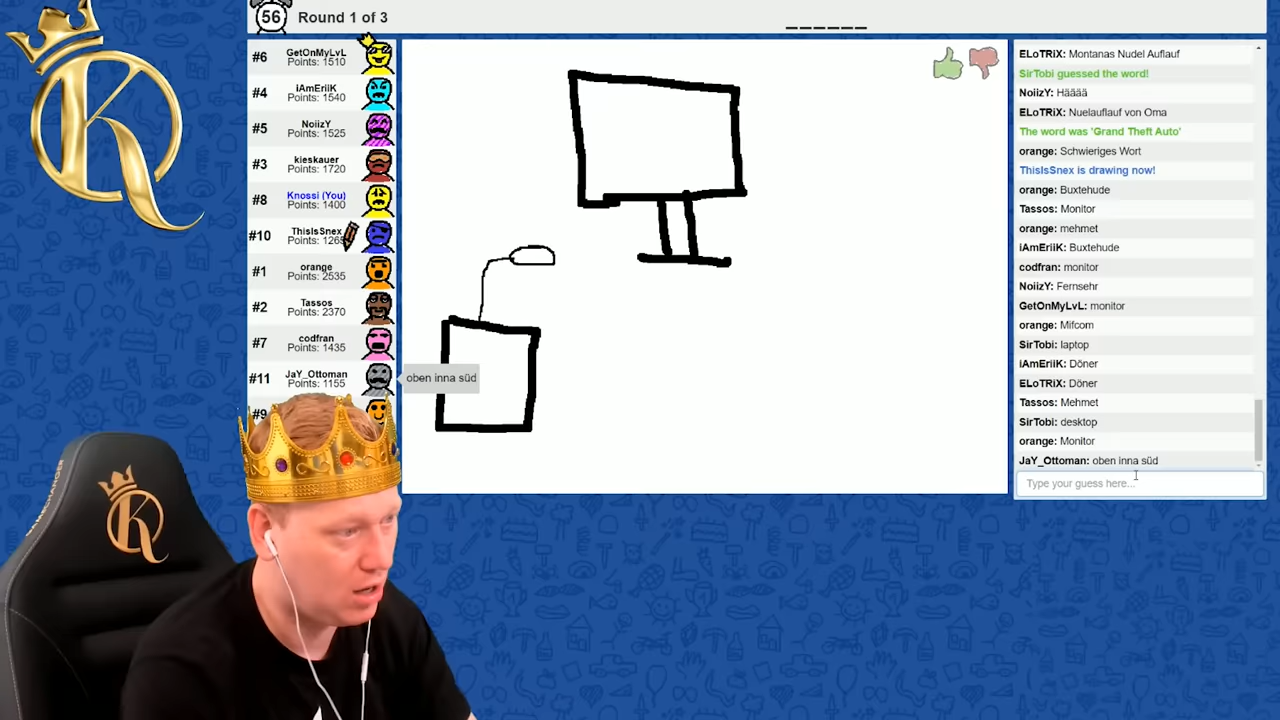 56
Round 1 of 3
_ _ _ _ _ _
#6 GetOnMyLvL
Points: 1510
#4 iAmEriiK
Points: 1540
#5 NoiizY
Points: 1525
#3 kieskauer
Points: 1720
#8 Knossi (You)
Points: 1400
#10 ThisIsSnex
Points: 1265
#1 orange
Points: 2535
#2 Tassos
Points: 2370
#7 codfran
Points: 1435
#11 JaY_Ottoman
Points: 1155
#9
oben inna süd
ELoTRiX: Montanas Nudel Auflauf
SirTobi guessed the word!
NoiizY: Hääää
ELoTRiX: Nuelauflauf von Oma
The word was 'Grand Theft Auto'
orange: Schwieriges Wort
ThisIsSnex is drawing now!
orange: Buxtehude
Tassos: Monitor
orange: mehmet
iAmEriiK: Buxtehude
codfran: monitor
NoiizY: Fernsehr
GetOnMyLvL: monitor
orange: Mifcom
SirTobi: laptop
iAmEriiK: Döner
ELoTRiX: Döner
Tassos: Mehmet
SirTobi: desktop
orange: Monitor
JaY_Ottoman: oben inna süd
Type your guess here...
K
K